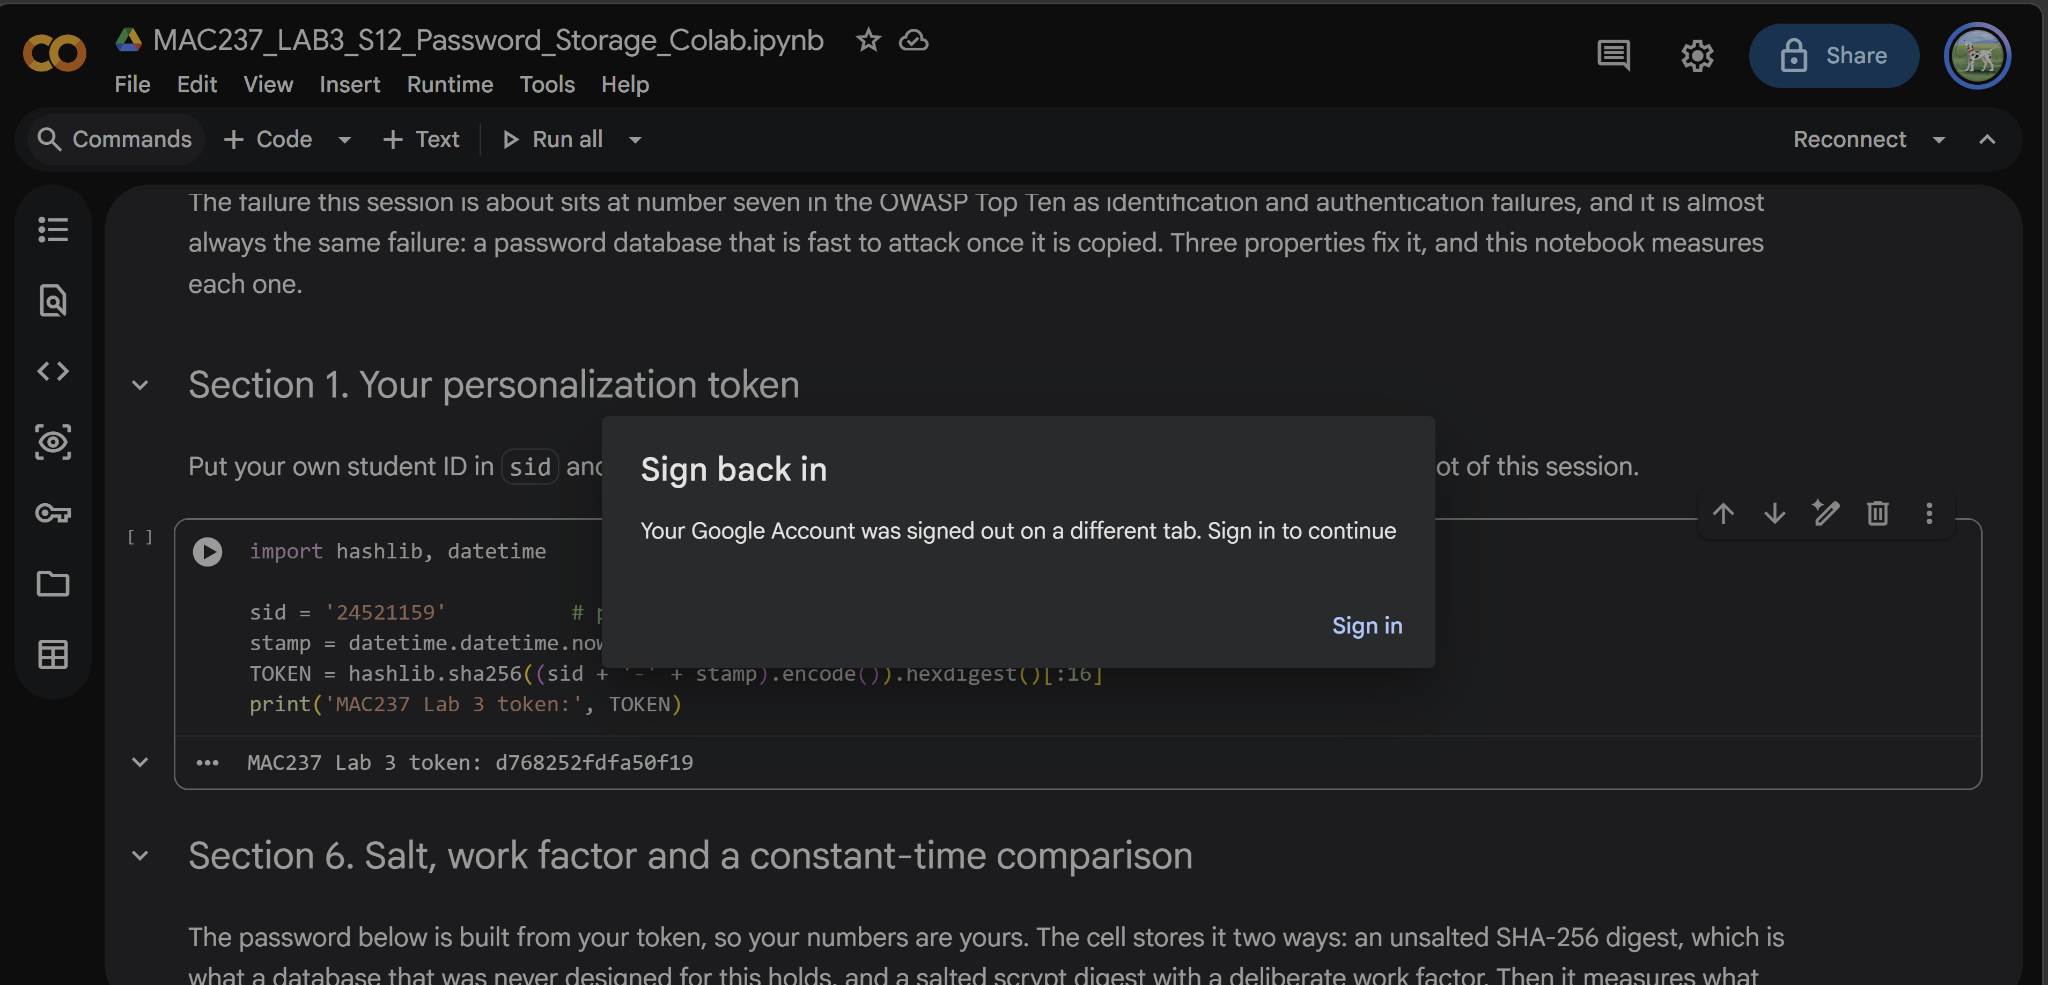 MAC237_LAB3_S12_Password_Storage_Colab.ipynb
File Edit View Insert Runtime Tools Help
Share
Commands + Code + Text Run all
Reconnect
The failure this session is about sits at number seven in the OWASP Top Ten as identification and authentication failures, and it is almost
always the same failure: a password database that is fast to attack once it is copied. Three properties fix it, and this notebook measures
each one.
Section 1. Your personalization token
Put your own student ID in sid and
ot of this session.
Sign back in
Your Google Account was signed out on a different tab. Sign in to continue
Sign in
[ ]
import hashlib, datetime
sid = '24521159' # p
stamp = datetime.datetime.now
TOKEN = hashlib.sha256((sid + '-' + stamp).encode()).hexdigest()[:16]
print('MAC237 Lab 3 token:', TOKEN)
MAC237 Lab 3 token: d768252fdfa50f19
Section 6. Salt, work factor and a constant-time comparison
The password below is built from your token, so your numbers are yours. The cell stores it two ways: an unsalted SHA-256 digest, which is
what a database that was never designed for this holds, and a salted scrypt digest with a deliberate work factor. Then it measures what